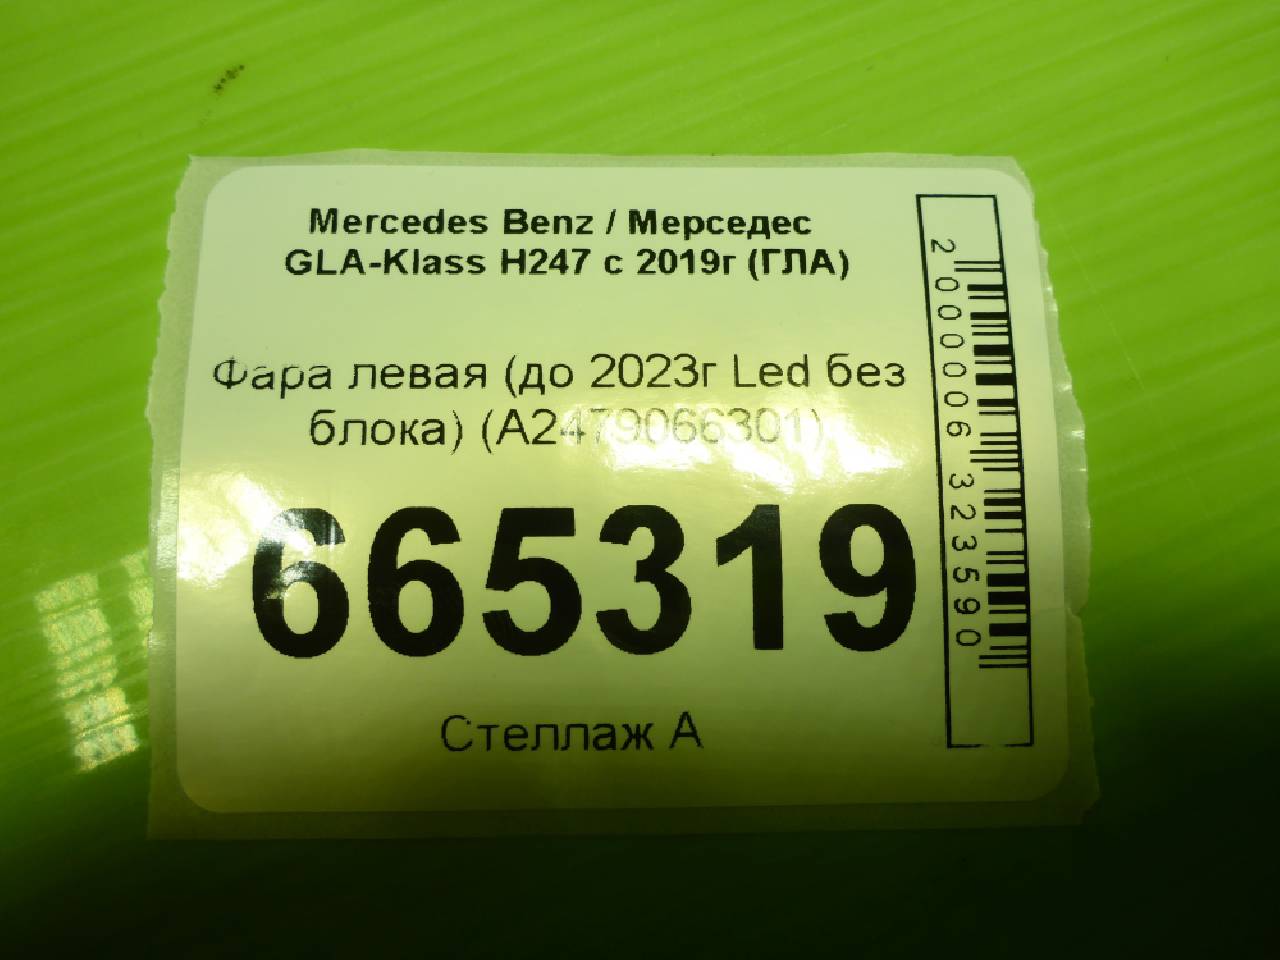 Mercedes Benz / Мерседес
GLA-Klass H247 с 2019г (ГЛА)
Фара левая (до 2023г Led без
блока) (A2479066301)
665319
Стеллаж А
2000006323590